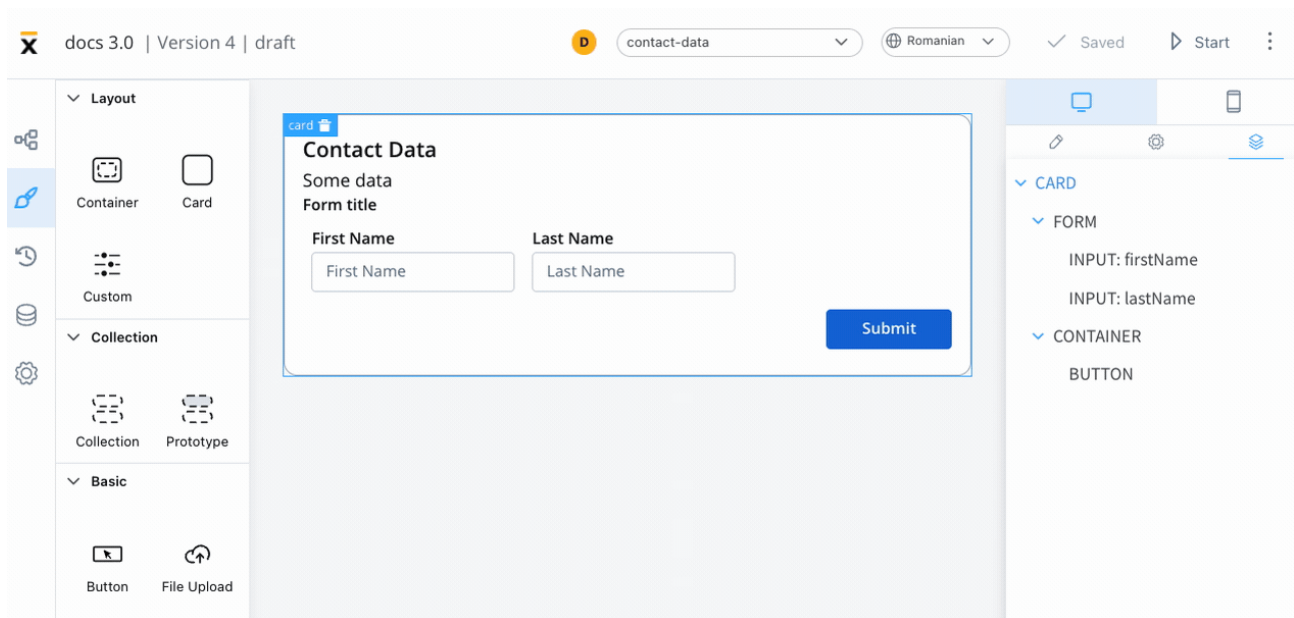 docs 3.0 | Version 4 | draft
D
contact-data
Romanian
Saved
Start
Layout
Container
Card
Custom
Collection
Collection
Prototype
Basic
Button
File Upload
card
Contact Data
Some data
Form title
First Name
Last Name
First Name
Last Name
Submit
CARD
FORM
INPUT: firstName
INPUT: lastName
CONTAINER
BUTTON